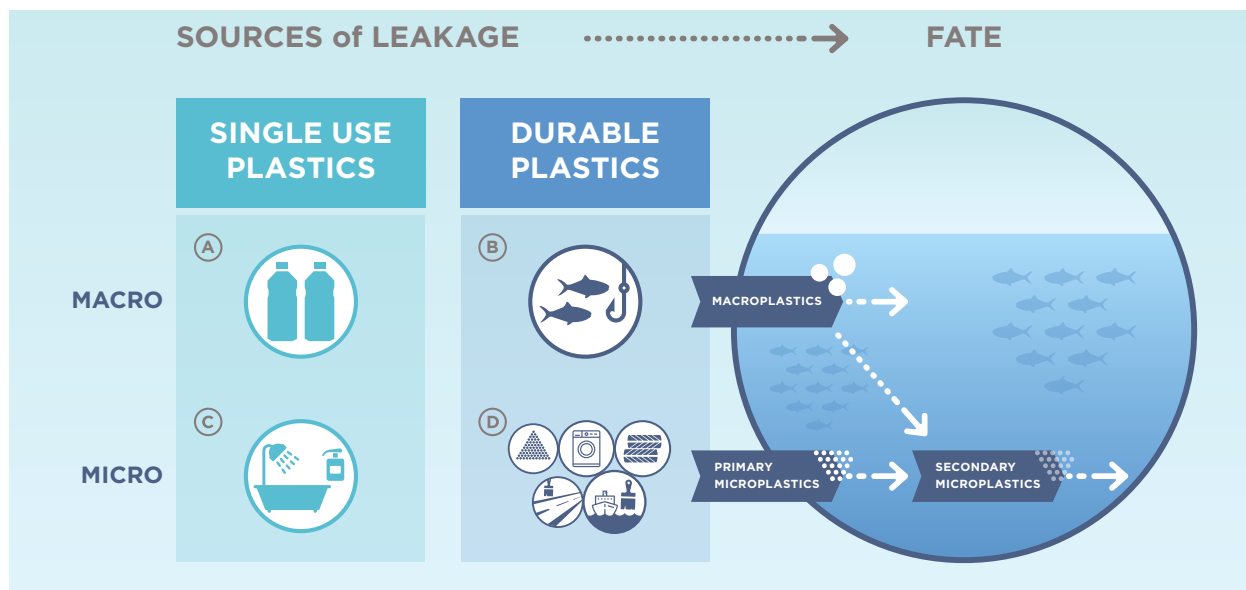 SOURCES of LEAKAGE
FATE
SINGLE USE
PLASTICS
DURABLE
PLASTICS
A
B
MACRO
MACROPLASTICS
C
D
MICRO
PRIMARY
MICROPLASTICS
SECONDARY
MICROPLASTICS